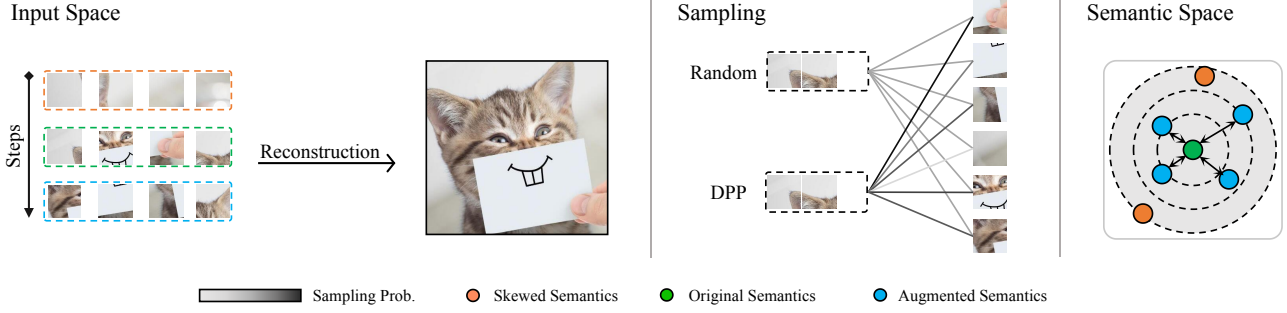 Input Space
Sampling
Semantic Space
Steps
Reconstruction
Random
DPP
Sampling Prob.
Skewed Semantics
Original Semantics
Augmented Semantics